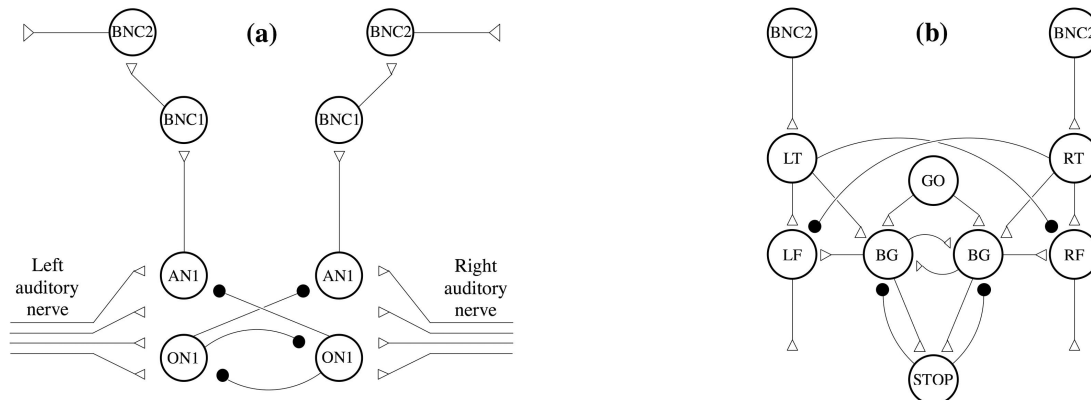 (a)
BNC2
BNC2
BNC1
BNC1
Left
auditory
nerve
AN1
AN1
Right
auditory
nerve
ON1
ON1
(b)
BNC2
BNC2
LT
RT
GO
LF
BG
BG
RF
STOP